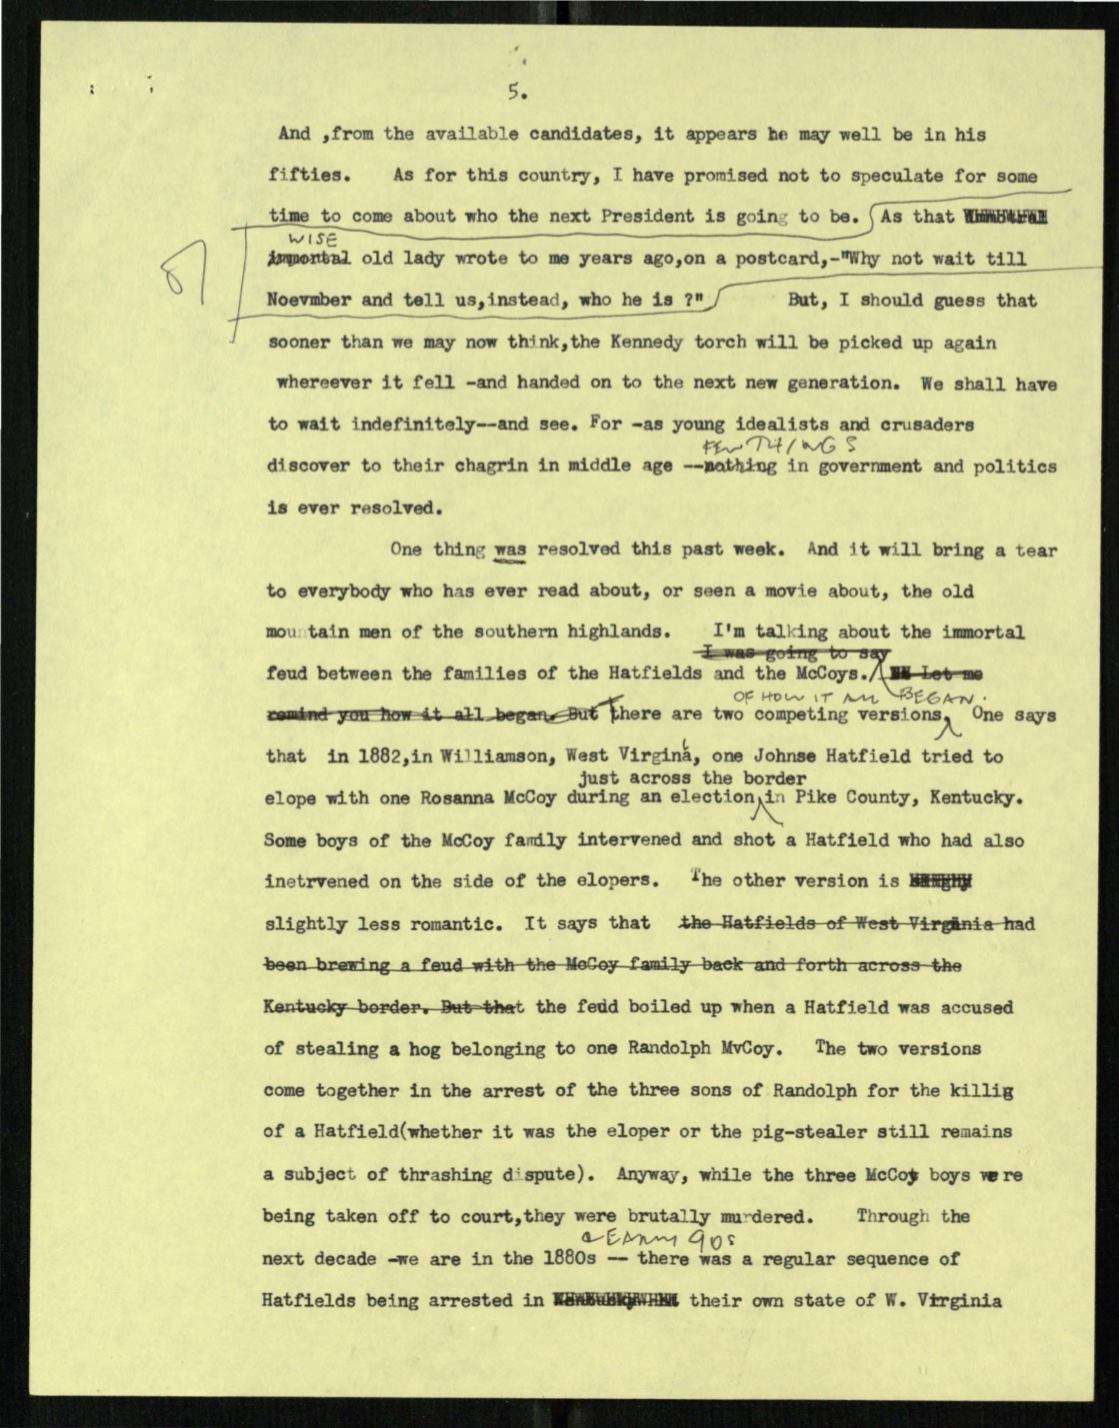 5.
And ,from the available candidates, it appears he may well be in his
fifties. As for this country, I have promised not to speculate for some
time to come about who the next President is going to be. As that
WISE
immortal old lady wrote to me years ago,on a postcard,-"Why not wait till
Noevmber and tell us,instead, who he is ?" But, I should guess that
sooner than we may now think,the Kennedy torch will be picked up again
whereever it fell -and handed on to the next new generation. We shall have
to wait indefinitely--and see. For -as young idealists and crusaders
FEW THINGS
discover to their chagrin in middle age --nothing in government and politics
is ever resolved.
One thing was resolved this past week. And it will bring a tear
to everybody who has ever read about, or seen a movie about, the old
mountain men of the southern highlands. I'm talking about the immortal
I was going to say
feud between the families of the Hatfields and the McCoys. Let me
OF HOW IT ALL BEGAN.
remind you how it all began. But there are two competing versions. One says
that in 1882,in Williamson, West Virgina, one Johnse Hatfield tried to
just across the border
elope with one Rosanna McCoy during an election in Pike County, Kentucky.
Some boys of the McCoy family intervened and shot a Hatfield who had also
inetrvened on the side of the elopers. The other version is
slightly less romantic. It says that the Hatfields of West Virginia had
been brewing a feud with the McCoy family back and forth across the
Kentucky border. But that the feud boiled up when a Hatfield was accused
of stealing a hog belonging to one Randolph MvCoy. The two versions
come together in the arrest of the three sons of Randolph for the killig
of a Hatfield(whether it was the eloper or the pig-stealer still remains
a subject of thrashing dispute). Anyway, while the three McCoy boys were
being taken off to court,they were brutally murdered. Through the
EARLY 90s
next decade -we are in the 1880s -- there was a regular sequence of
Hatfields being arrested in their own state of W. Virginia